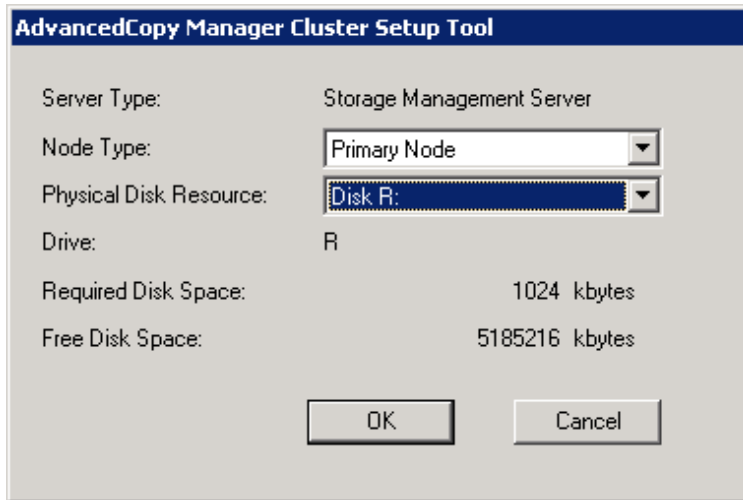 AdvancedCopy Manager Cluster Setup Tool
Server Type: Storage Management Server
Node Type: Primary Node
Physical Disk Resource: Disk R:
Drive: R
Required Disk Space: 1024 kbytes
Free Disk Space: 5185216 kbytes
OK Cancel